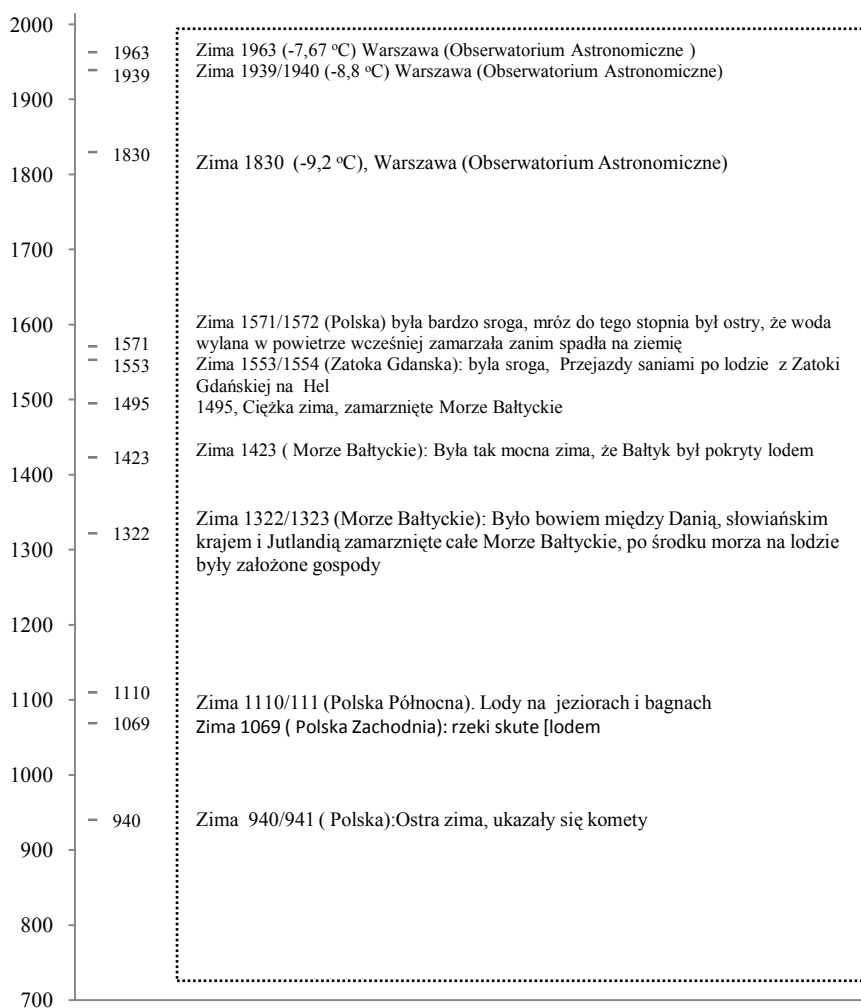 2000
1963 Zima 1963 (-7,67 °C) Warszawa (Obserwatorium Astronomiczne )
1939 Zima 1939/1940 (-8,8 °C) Warszawa (Obserwatorium Astronomiczne)
1900
1830 Zima 1830 (-9,2 °C), Warszawa (Obserwatorium Astronomiczne)
1800
1700
1600
Zima 1571/1572 (Polska) była bardzo sroga, mróz do tego stopnia był ostry, że woda
1571 wylana w powietrze wcześniej zamarzała zanim spadła na ziemię
1553 Zima 1553/1554 (Zatoka Gdanska): byla sroga, Przejazdy saniami po lodzie z Zatoki
Gdańskiej na Hel
1500
1495 1495, Ciężka zima, zamarznięte Morze Bałtyckie
1423 Zima 1423 ( Morze Bałtyckie): Była tak mocna zima, że Bałtyk był pokryty lodem
1400
Zima 1322/1323 (Morze Bałtyckie): Było bowiem między Danią, słowiańskim
1322 krajem i Jutlandią zamarznięte całe Morze Bałtyckie, po środku morza na lodzie
1300
były założone gospody
1200
1110 Zima 1110/111 (Polska Północna). Lody na jeziorach i bagnach
1100
1069 Zima 1069 ( Polska Zachodnia): rzeki skute [lodem
1000
940 Zima 940/941 ( Polska):Ostra zima, ukazały się komety
900
800
700